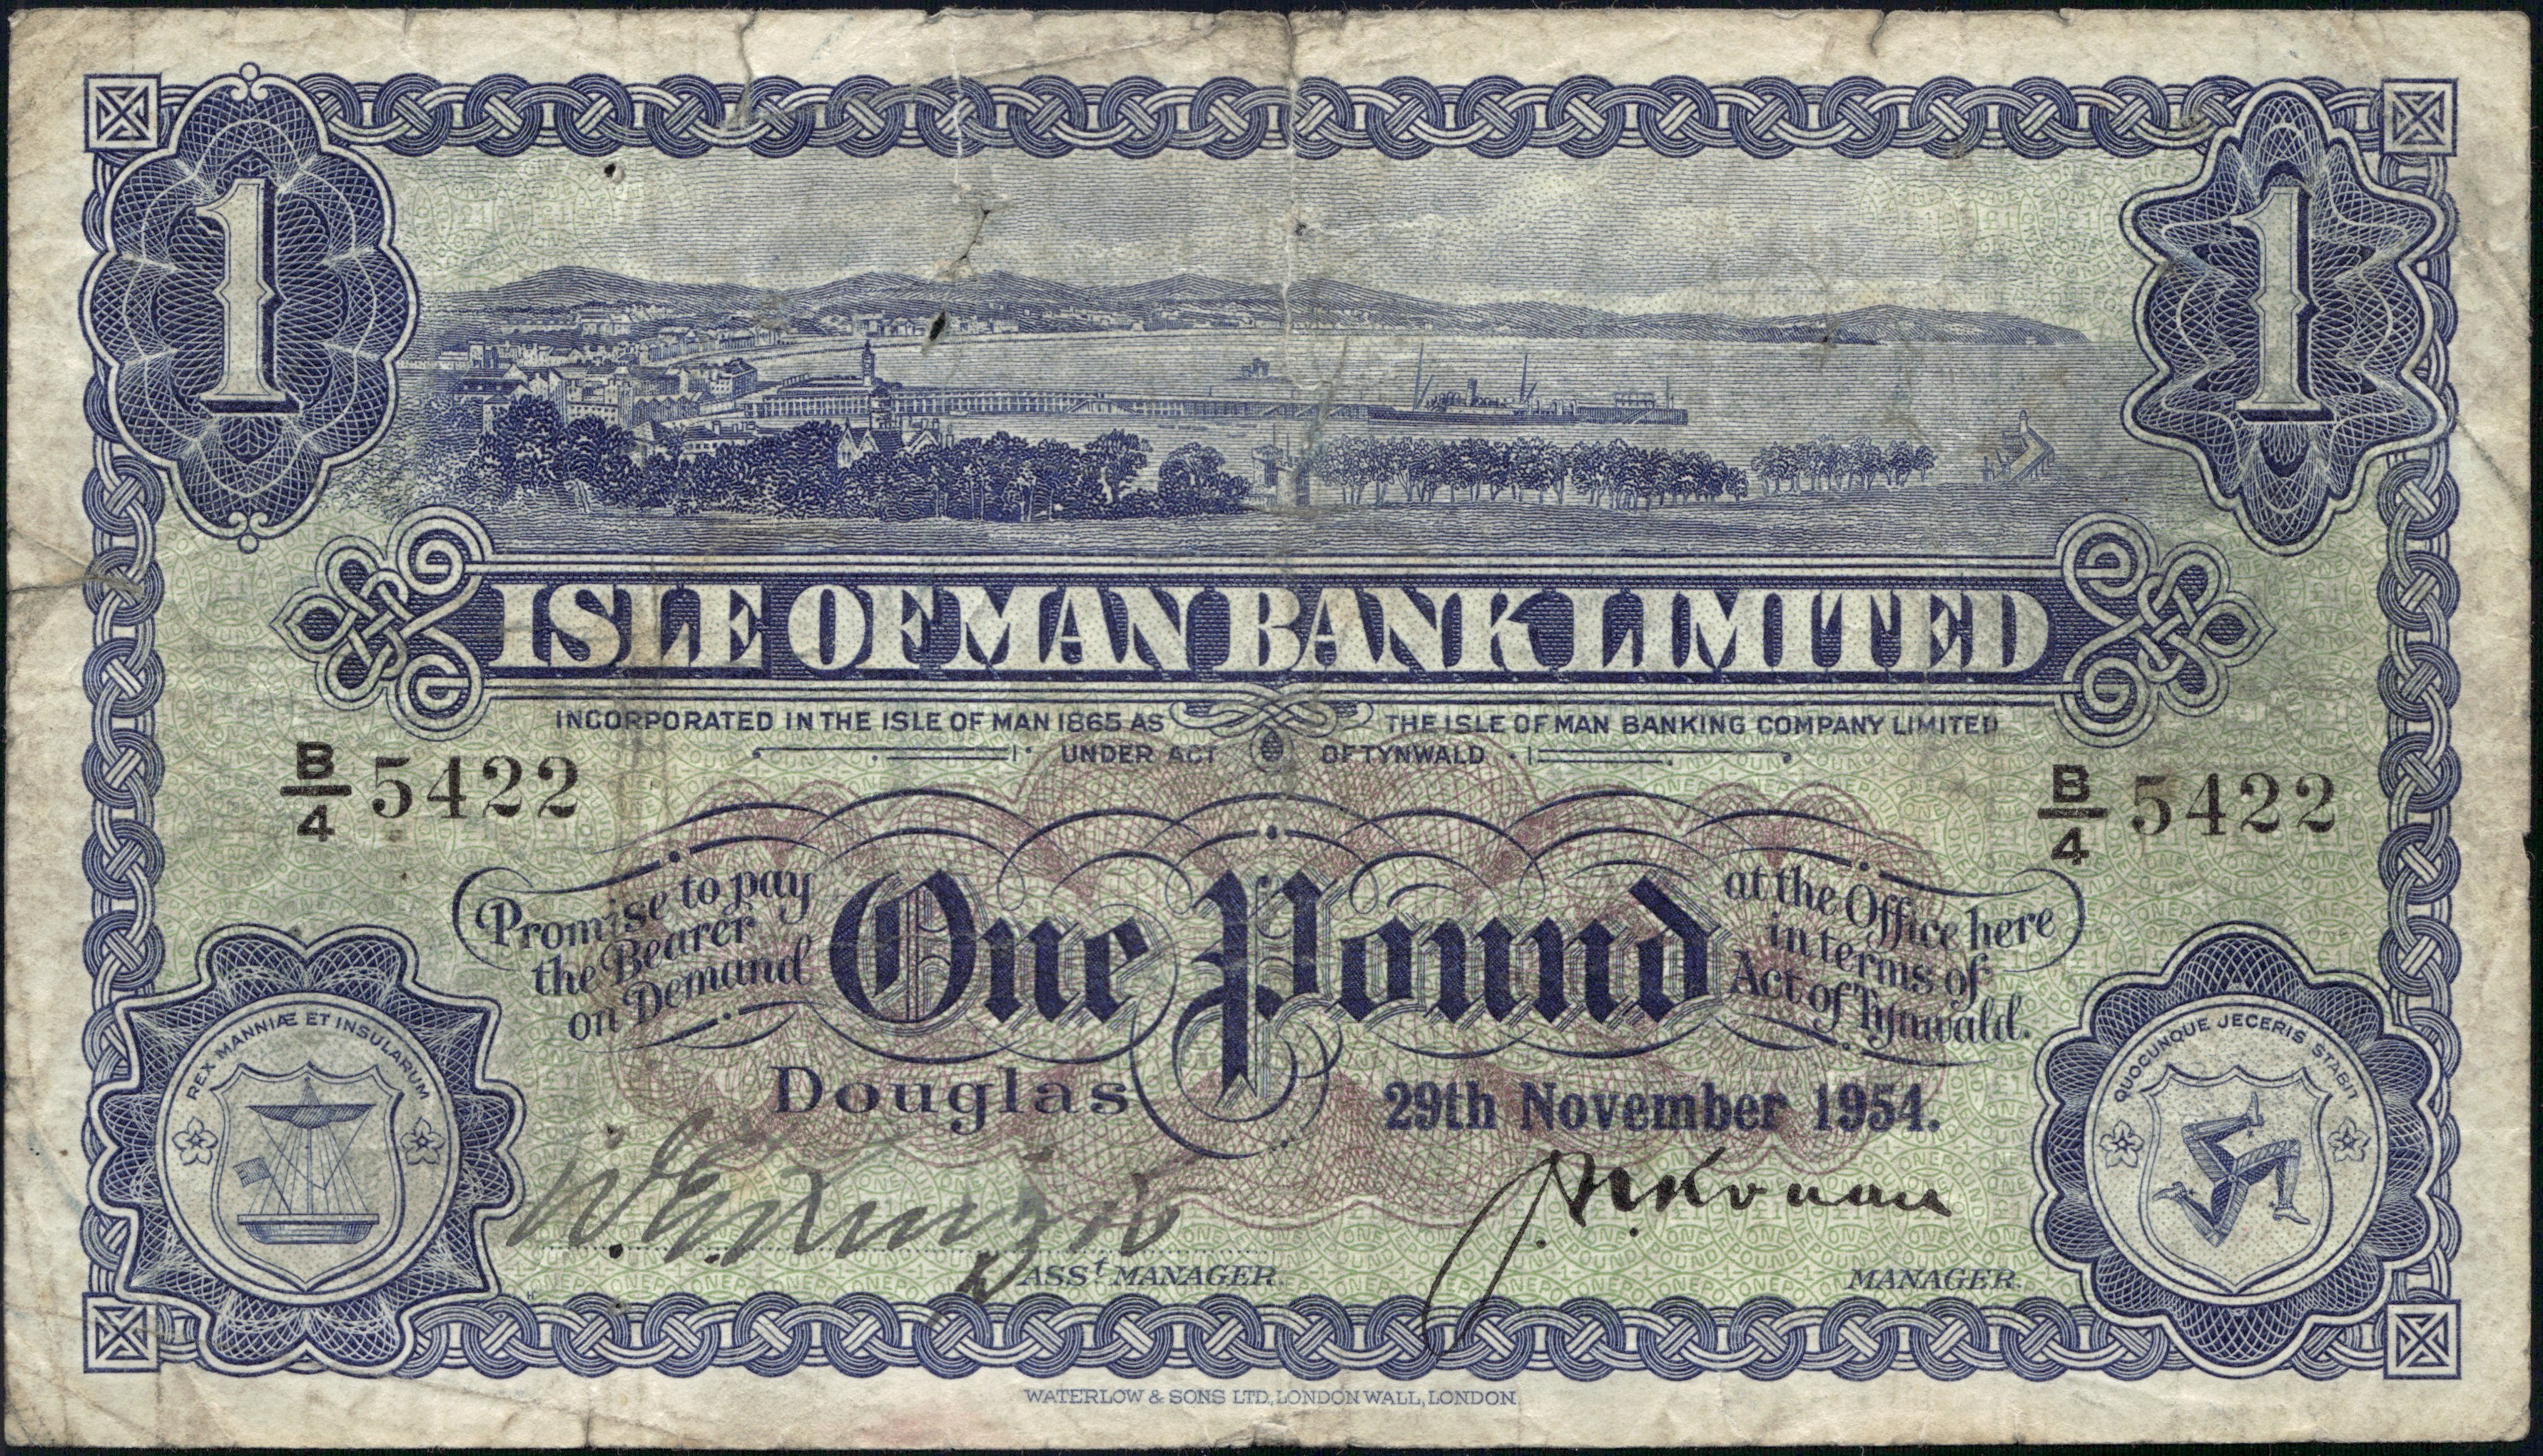 1 1
ISLE OF MAN BANK LIMITED
INCORPORATED IN THE ISLE OF MAN 1865 AS THE ISLE OF MAN BANKING COMPANY LIMITED
UNDER ACT OF TYNWALD
B/4 5422 B/4 5422
Promise to pay
the Bearer
on Demand
One Pound
at the Office here
in terms of
Act of Tynwald.
Douglas 29th November 1954.
REX MANNIÆ ET INSULARUM
QUOCUNQUE JECERIS STABIT
ASSt MANAGER. MANAGER.
WATERLOW & SONS LTD, LONDON WALL, LONDON.